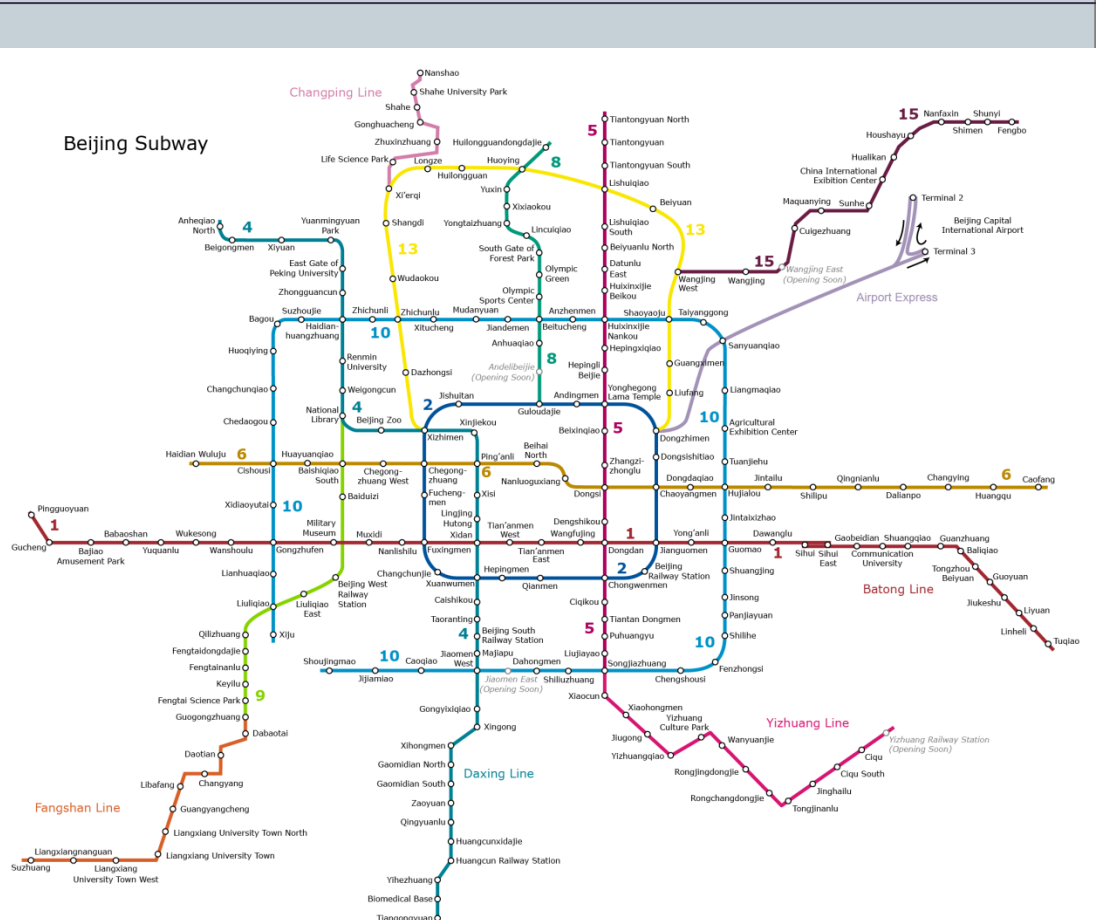 Beijing Subway
Changping Line
Nanshao
Shahe University Park
Shahe
Gonghuacheng
Zhuxinzhuang
Life Science Park
Xi'erqi
Longze
Huilongguan
Huoying
Huilongguandongdajie
8
Yuxin
Xixiaokou
Yongtaizhuang
Lincuiqiao
South Gate of
Forest Park
Olympic
Green
Olympic
Sports Center
Beitucheng
Anhuaqiao
8
Andelibeijie
(Opening Soon)
Guloudajie
5
Tiantongyuan North
Tiantongyuan
Tiantongyuan South
Lishuiqiao
Lishuiqiao
South
Beiyuanlu North
Datunlu
East
Huixinxijie
Beikou
Huixinxijie
Nankou
Hepingxiqiao
Hepingli
Beijie
Yonghegong
Lama Temple
Beixinqiao
5
Zhangzi-
zhonglu
Dongsi
Dengshikou
Dongdan
Chongwenmen
Ciqikou
Tiantan Dongmen
5
Puhuangyu
Liujiayao
Songjiazhuang
Beiyuan
13
Wangjing
West
Shaoyaoju
Guangximen
Liufang
Dongzhimen
15
Nanfaxin
Shunyi
Shimen
Fengbo
Houshayu
Hualikan
China International
Exibition Center
Maquanying
Sunhe
Cuigezhuang
15
Wangjing
Wangjing East
(Opening Soon)
Terminal 2
Beijing Capital
International Airport
Terminal 3
Airport Express
Anheqiao
North
4
Beigongmen
Xiyuan
Yuanmingyuan
Park
East Gate of
Peking University
Zhongguancun
Haidian-
huangzhuang
Renmin
University
Weigongcun
National
Library
4
Beijing Zoo
Xizhimen
Xinjiekou
Ping'anli
Xisi
Lingjing
Hutong
Xidan
Xuanwumen
Caishikou
Taoranting
4
Beijing South
Railway Station
Majiapu
Jiaomen
West
Gongyixiqiao
Xingong
Shangdi
13
Wudaokou
Zhichunlu
Dazhongsi
Bagou
Suzhoujie
Zhichunli
10
Xitucheng
Mudanyuan
Jiandemen
Anzhenmen
Taiyanggong
Sanyuanqiao
Liangmaqiao
10
Agricultural
Exhibition Center
Tuanjiehu
Hujialou
Jintaixizhao
Guomao
Shuangjing
Jinsong
Panjiayuan
10
Shilihe
Fenzhongsi
Chengshousi
Huoqiying
Changchunqiao
Chedaogou
Cishousi
Xidiaoyutai
10
Gongzhufen
Lianhuaqiao
Liuliqiao
Xiju
Shoujingmao
10
Jijiamiao
Caoqiao
Jiaomen East
(Opening Soon)
Dahongmen
Shiliuzhuang
2
Jishuitan
Andingmen
Dongsishitiao
Chaoyangmen
Jianguomen
Beijing
Railway Station
2
Qianmen
Hepingmen
Changchunjie
Fuxingmen
Fucheng-
men
Chegong-
zhuang
Haidian Wuluju
6
Huayuanqiao
Baishiqiao
South
Chegong-
zhuang West
6
Beihai
North
Nanluoguxiang
Dongdaqiao
Jintailu
Shilipu
Qingnianlu
Dalianpo
Changying
6
Huangqu
Caofang
Pingguoyuan
1
Gucheng
Bajiao
Amusement Park
Babaoshan
Yuquanlu
Wukesong
Wanshoulu
Military
Museum
Muxidi
Nanlishilu
Tian'anmen
West
Tian'anmen
East
Wangfujing
1
Yong'anli
Dawanglu
1
Sihui
Sihui
East
Gaobeidian
Communication
University
Shuangqiao
Guanzhuang
Baliqiao
Tongzhou
Beiyuan
Guoyuan
Jiukeshu
Liyuan
Linheli
Tuqiao
Batong Line
Baiduizi
Beijing West
Railway
Station
Liuliqiao
East
Qilizhuang
Fengtaidongdajie
Fengtainanlu
Keyilu
9
Fengtai Science Park
Guogongzhuang
Dabaotai
Daotian
Changyang
Libafang
Guangyangcheng
Fangshan Line
Liangxiang University Town North
Liangxiang University Town
Liangxiangnanguan
Suzhuang
Liangxiang
University Town West
Xihongmen
Gaomidian North
Daxing Line
Gaomidian South
Zaoyuan
Qingyuanlu
Huangcunxidajie
Huangcun Railway Station
Yihezhuang
Biomedical Base
Tiangongyuan
Xiaocun
Xiaohongmen
Jiugong
Yizhuangqiao
Yizhuang
Culture Park
Yizhuang Line
Wanyuanjie
Rongjingdongjie
Rongchangdongjie
Tongjinanlu
Jinghailu
Ciqu South
Ciqu
Yizhuang Railway Station
(Opening Soon)